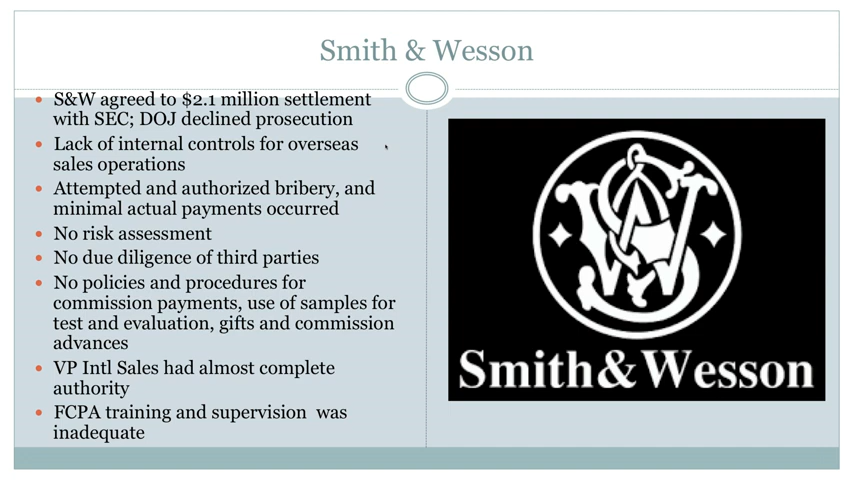 Smith & Wesson
S&W agreed to $2.1 million settlement
with SEC; DOJ declined prosecution
Lack of internal controls for overseas
sales operations
Attempted and authorized bribery, and
minimal actual payments occurred
No risk assessment
No due diligence of third parties
No policies and procedures for
commission payments, use of samples for
test and evaluation, gifts and commission
advances
VP Intl Sales had almost complete
authority
FCPA training and supervision was
inadequate
SW
Smith&Wesson